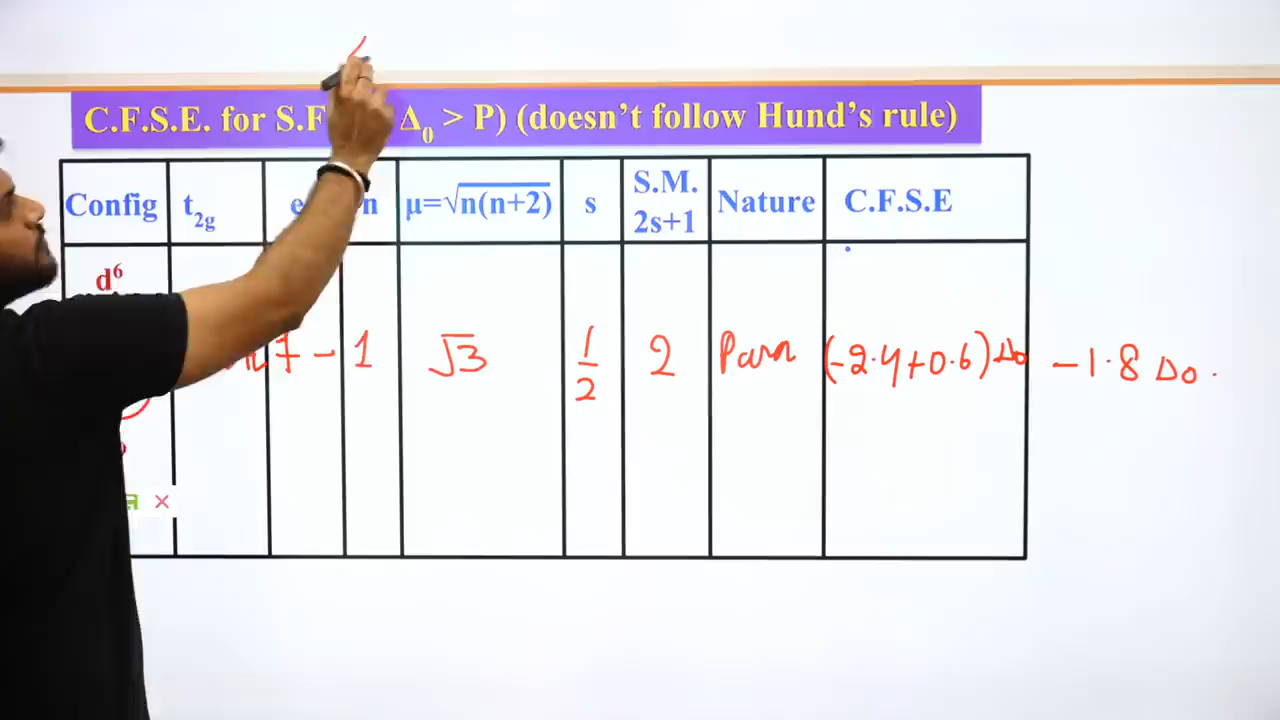 C.F.S.E. for S.F Δ₀ > P) (doesn't follow Hund's rule)
Config t₂g e n μ=√n(n+2) s S.M. 2s+1 Nature C.F.S.E
d⁶
1 - 1 √3 1/2 2 Para (-2.4+0.6)Δo -1.8 Δo.